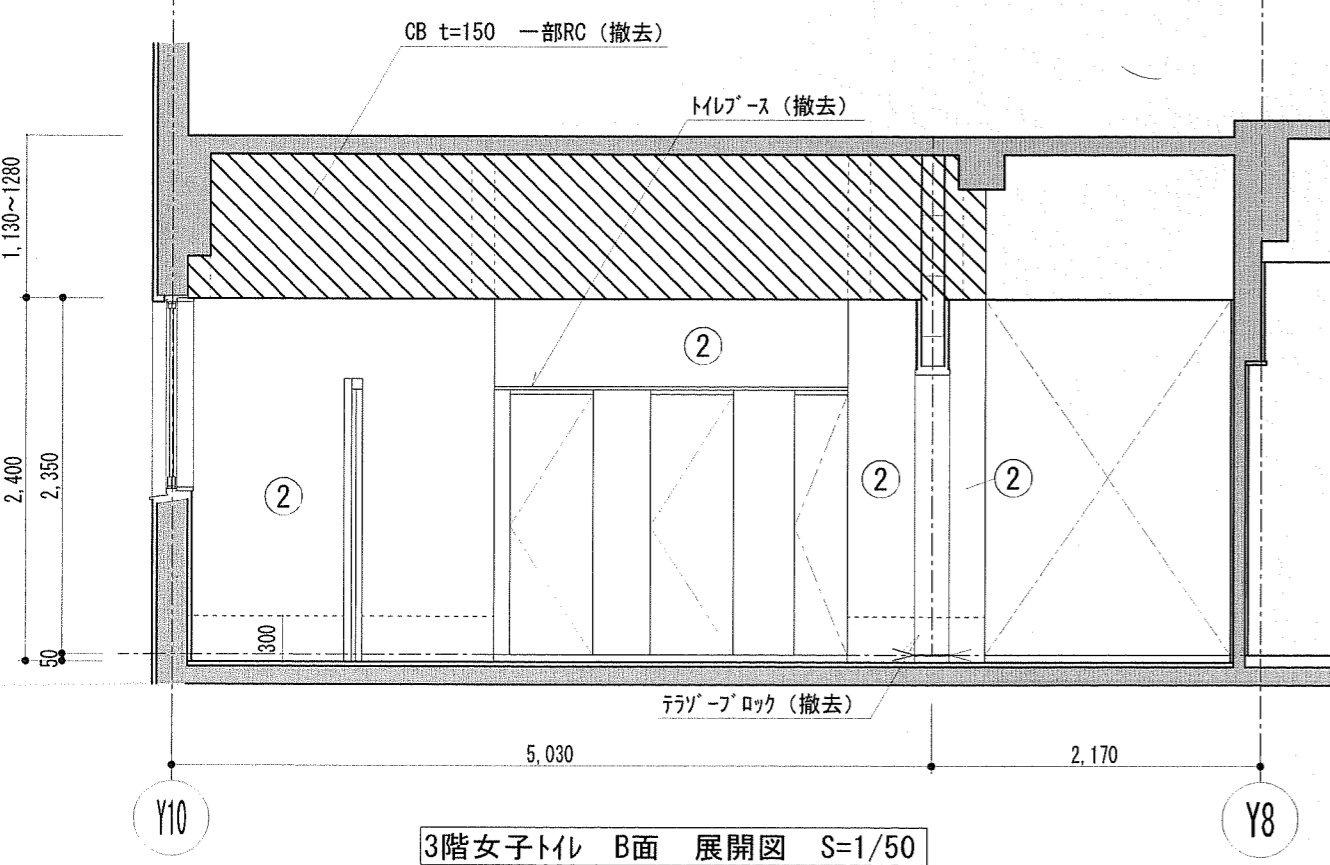 CB t=150 一部RC（撤去）
ﾄｲﾚﾌﾞｰｽ（撤去）
1,130~1280
2,400
2,350
50
②
②
②
②
300
ﾃﾗｿﾞｰﾌﾞﾛｯｸ（撤去）
5,030
2,170
Y10
Y8
3階女子ﾄｲﾚ B面 展開図 S=1/50